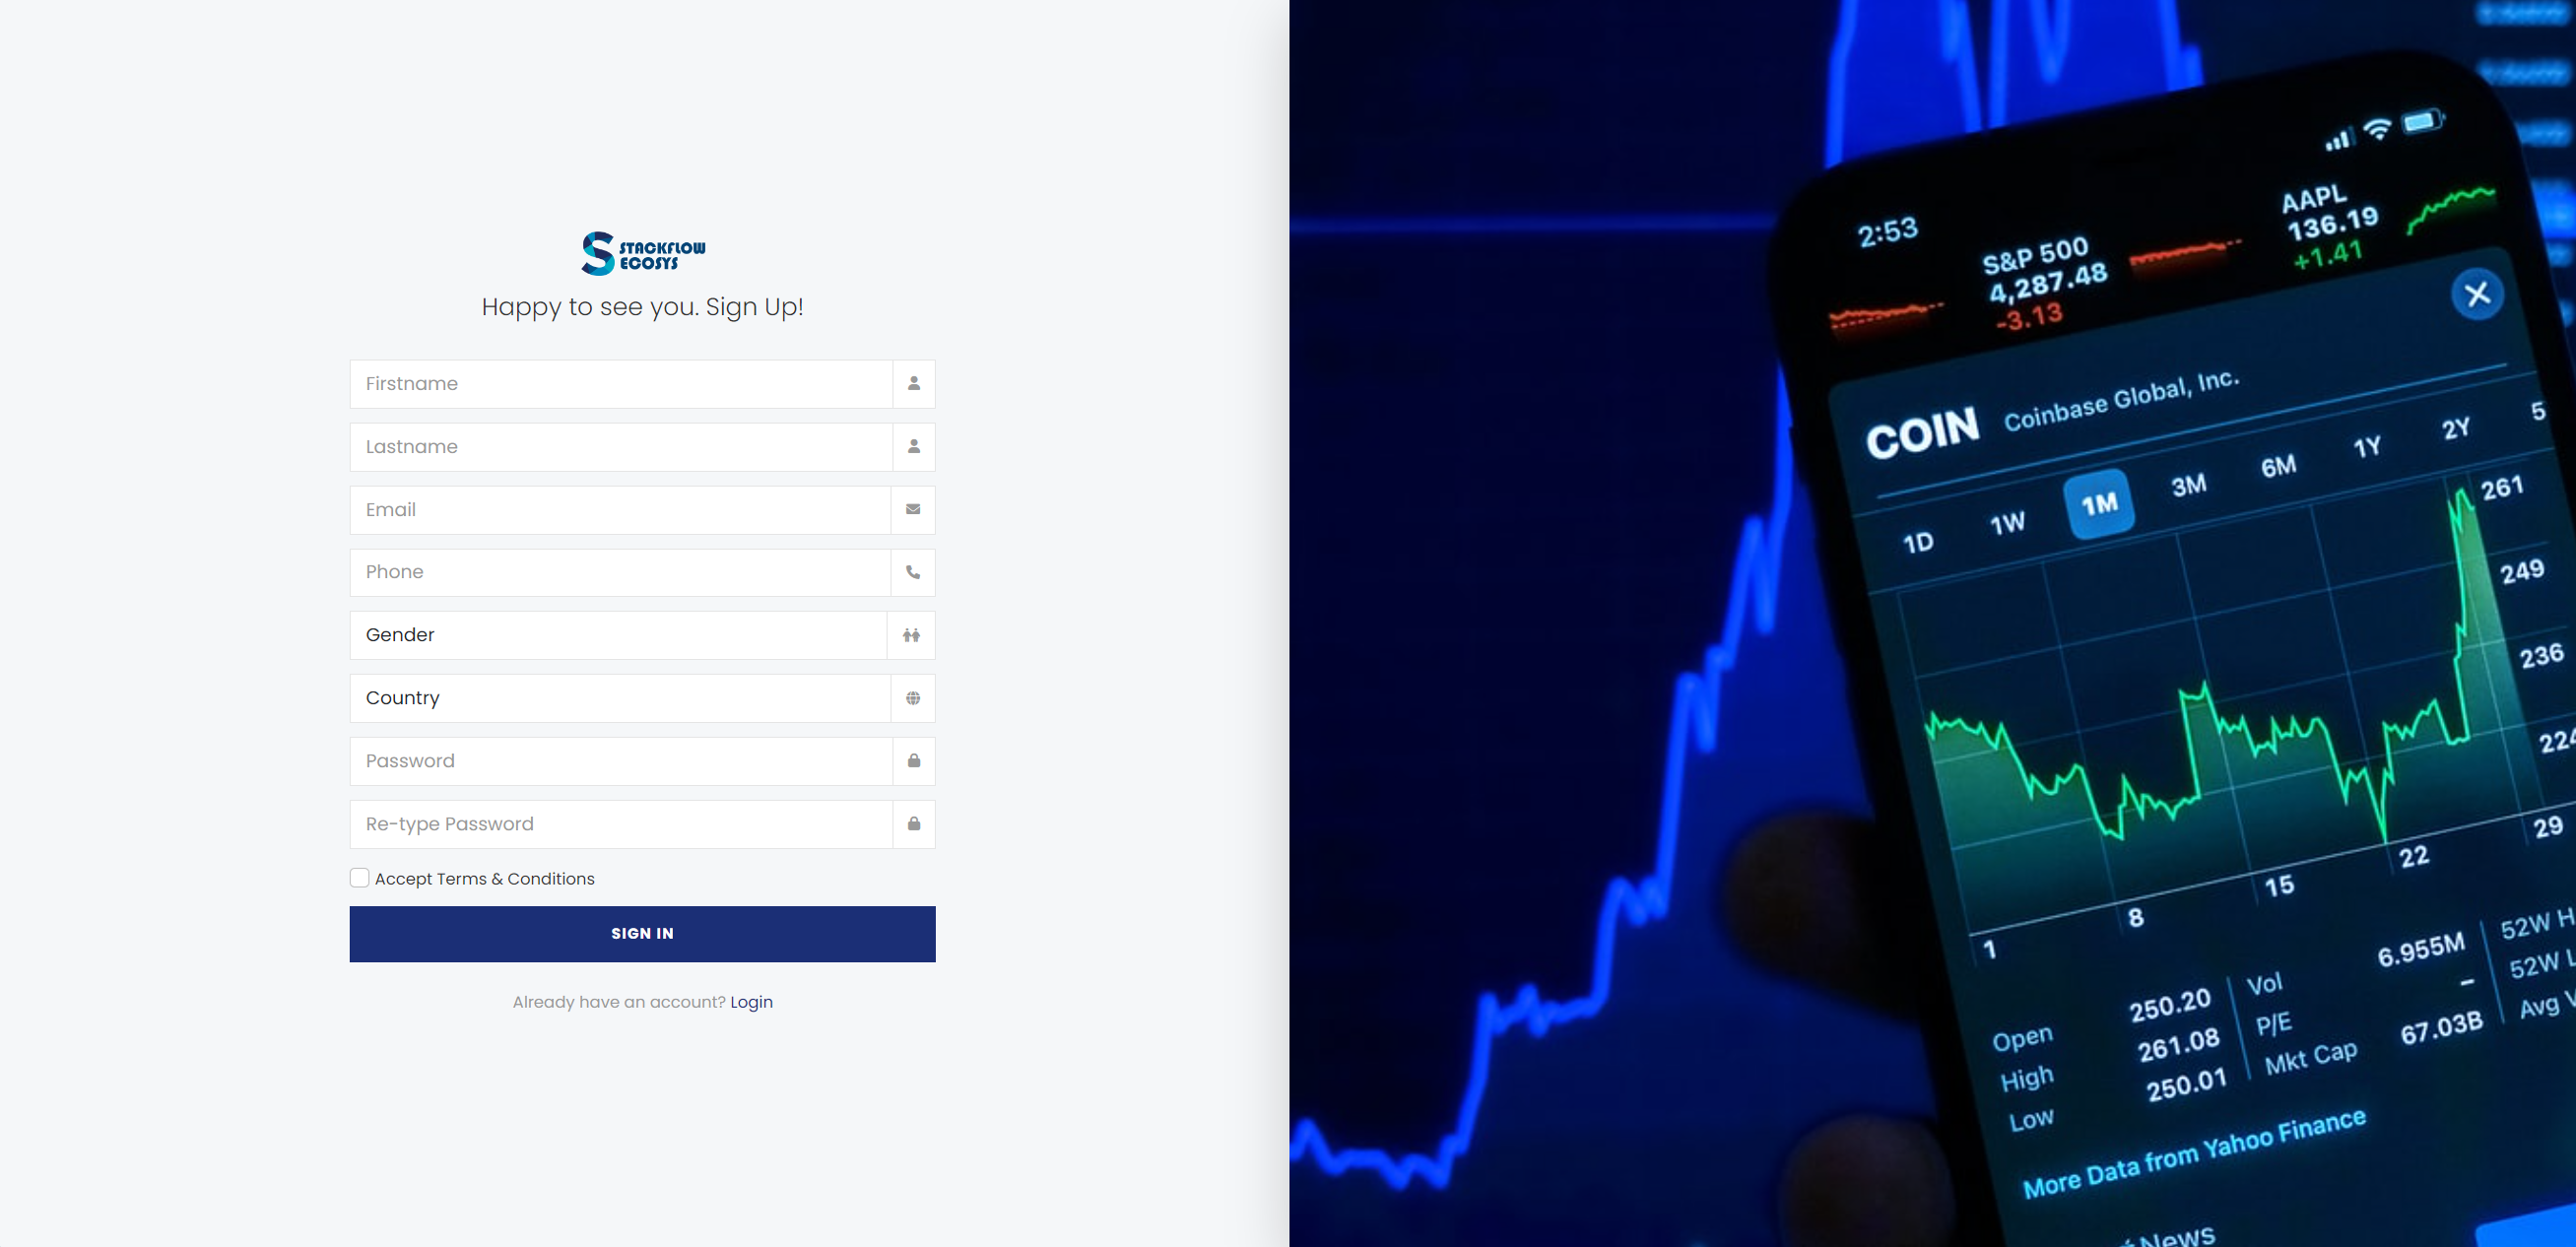 STACKFLOW
ECOSYS
Happy to see you. Sign Up!
Firstname
Lastname
Email
Phone
Gender
Country
Password
Re-type Password
Accept Terms & Conditions
SIGN IN
Already have an account? Login
2:53
S&P 500
4,287.48
-3.13
AAPL
136.19
+1.41
COIN Coinbase Global, Inc.
1D 1W 1M 3M 6M 1Y 2Y 5
261
249
236
224
1 8 15 22 29
Open 250.20
High 261.08
Low 250.01
Vol 6.955M
P/E –
Mkt Cap 67.03B
52W H
52W L
Avg V
More Data from Yahoo Finance
News